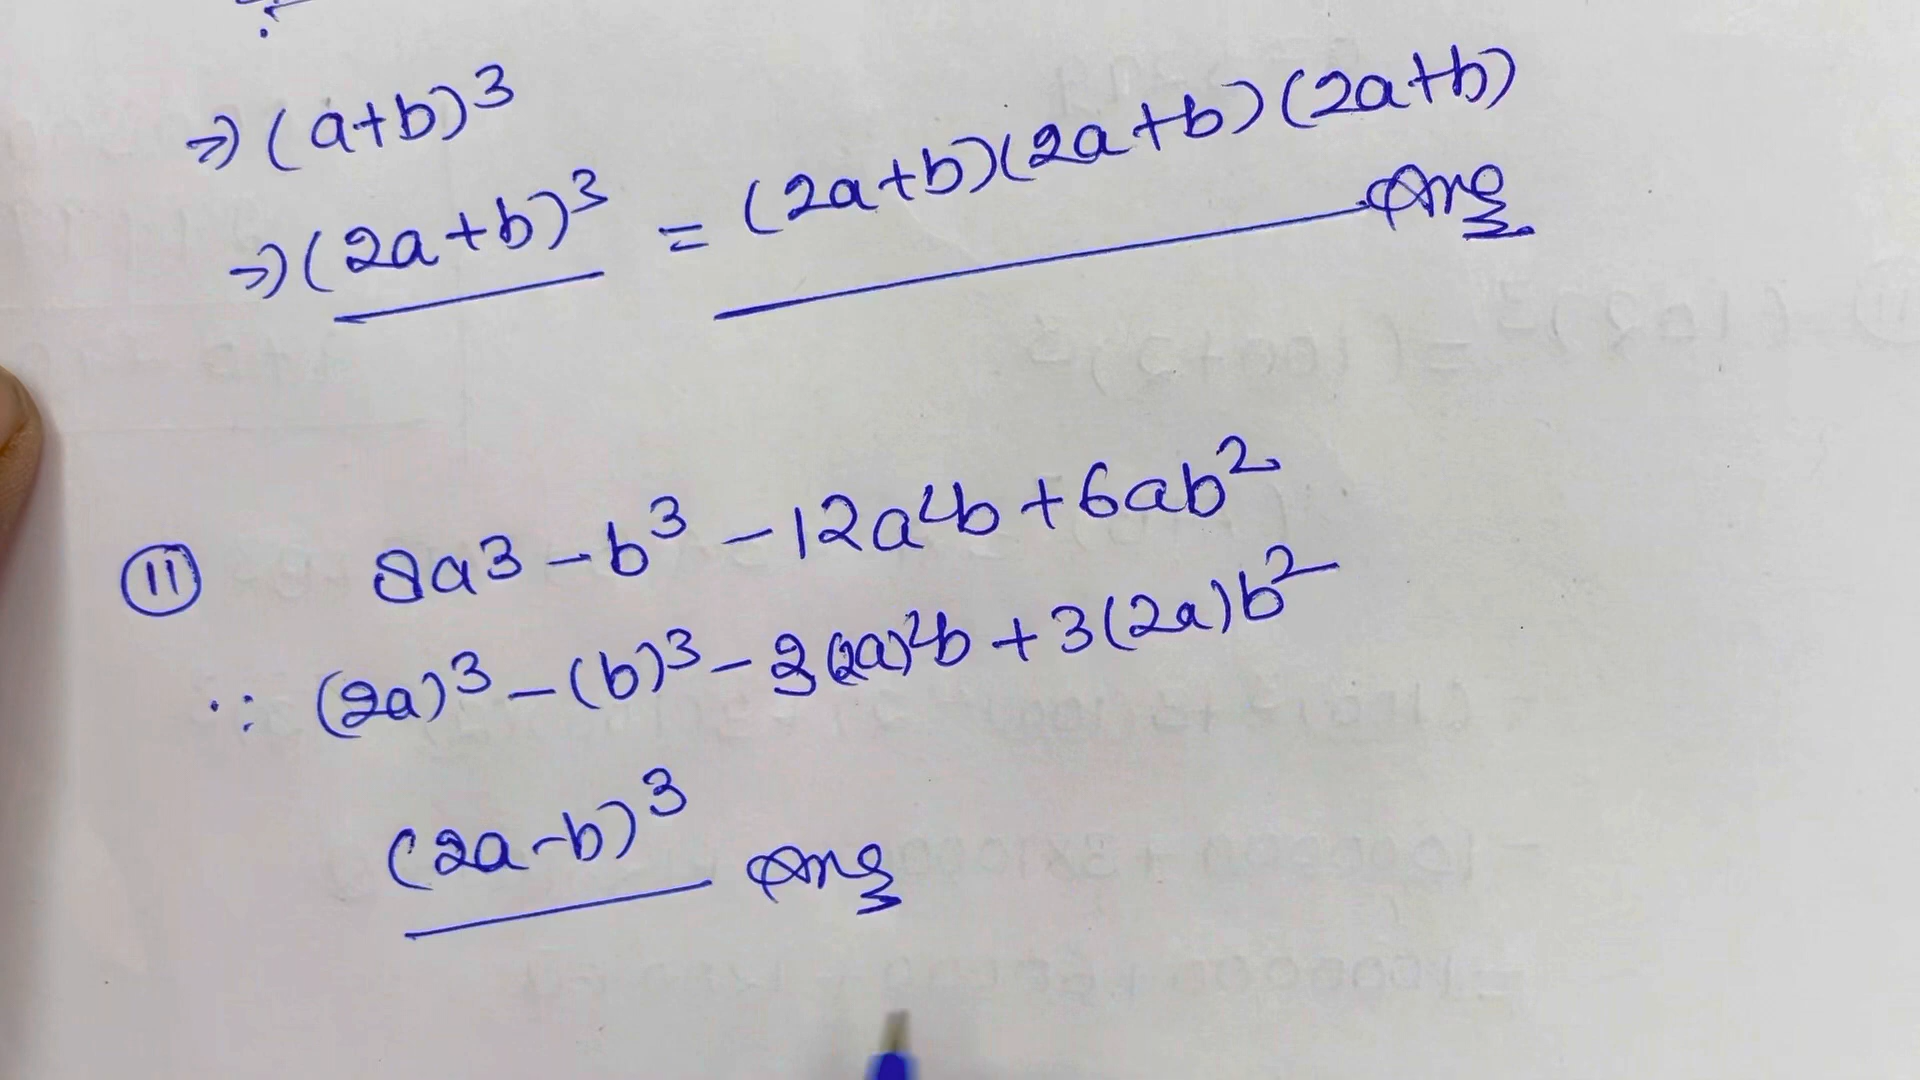 ⇒ (a+b)³
⇒ (2a+b)³ = (2a+b)(2a+b)(2a+b) Ans
(11) 8a³ - b³ - 12a²b + 6ab²
∵ (2a)³ - (b)³ - 3(2a)²b + 3(2a)b²
(2a-b)³ Ans